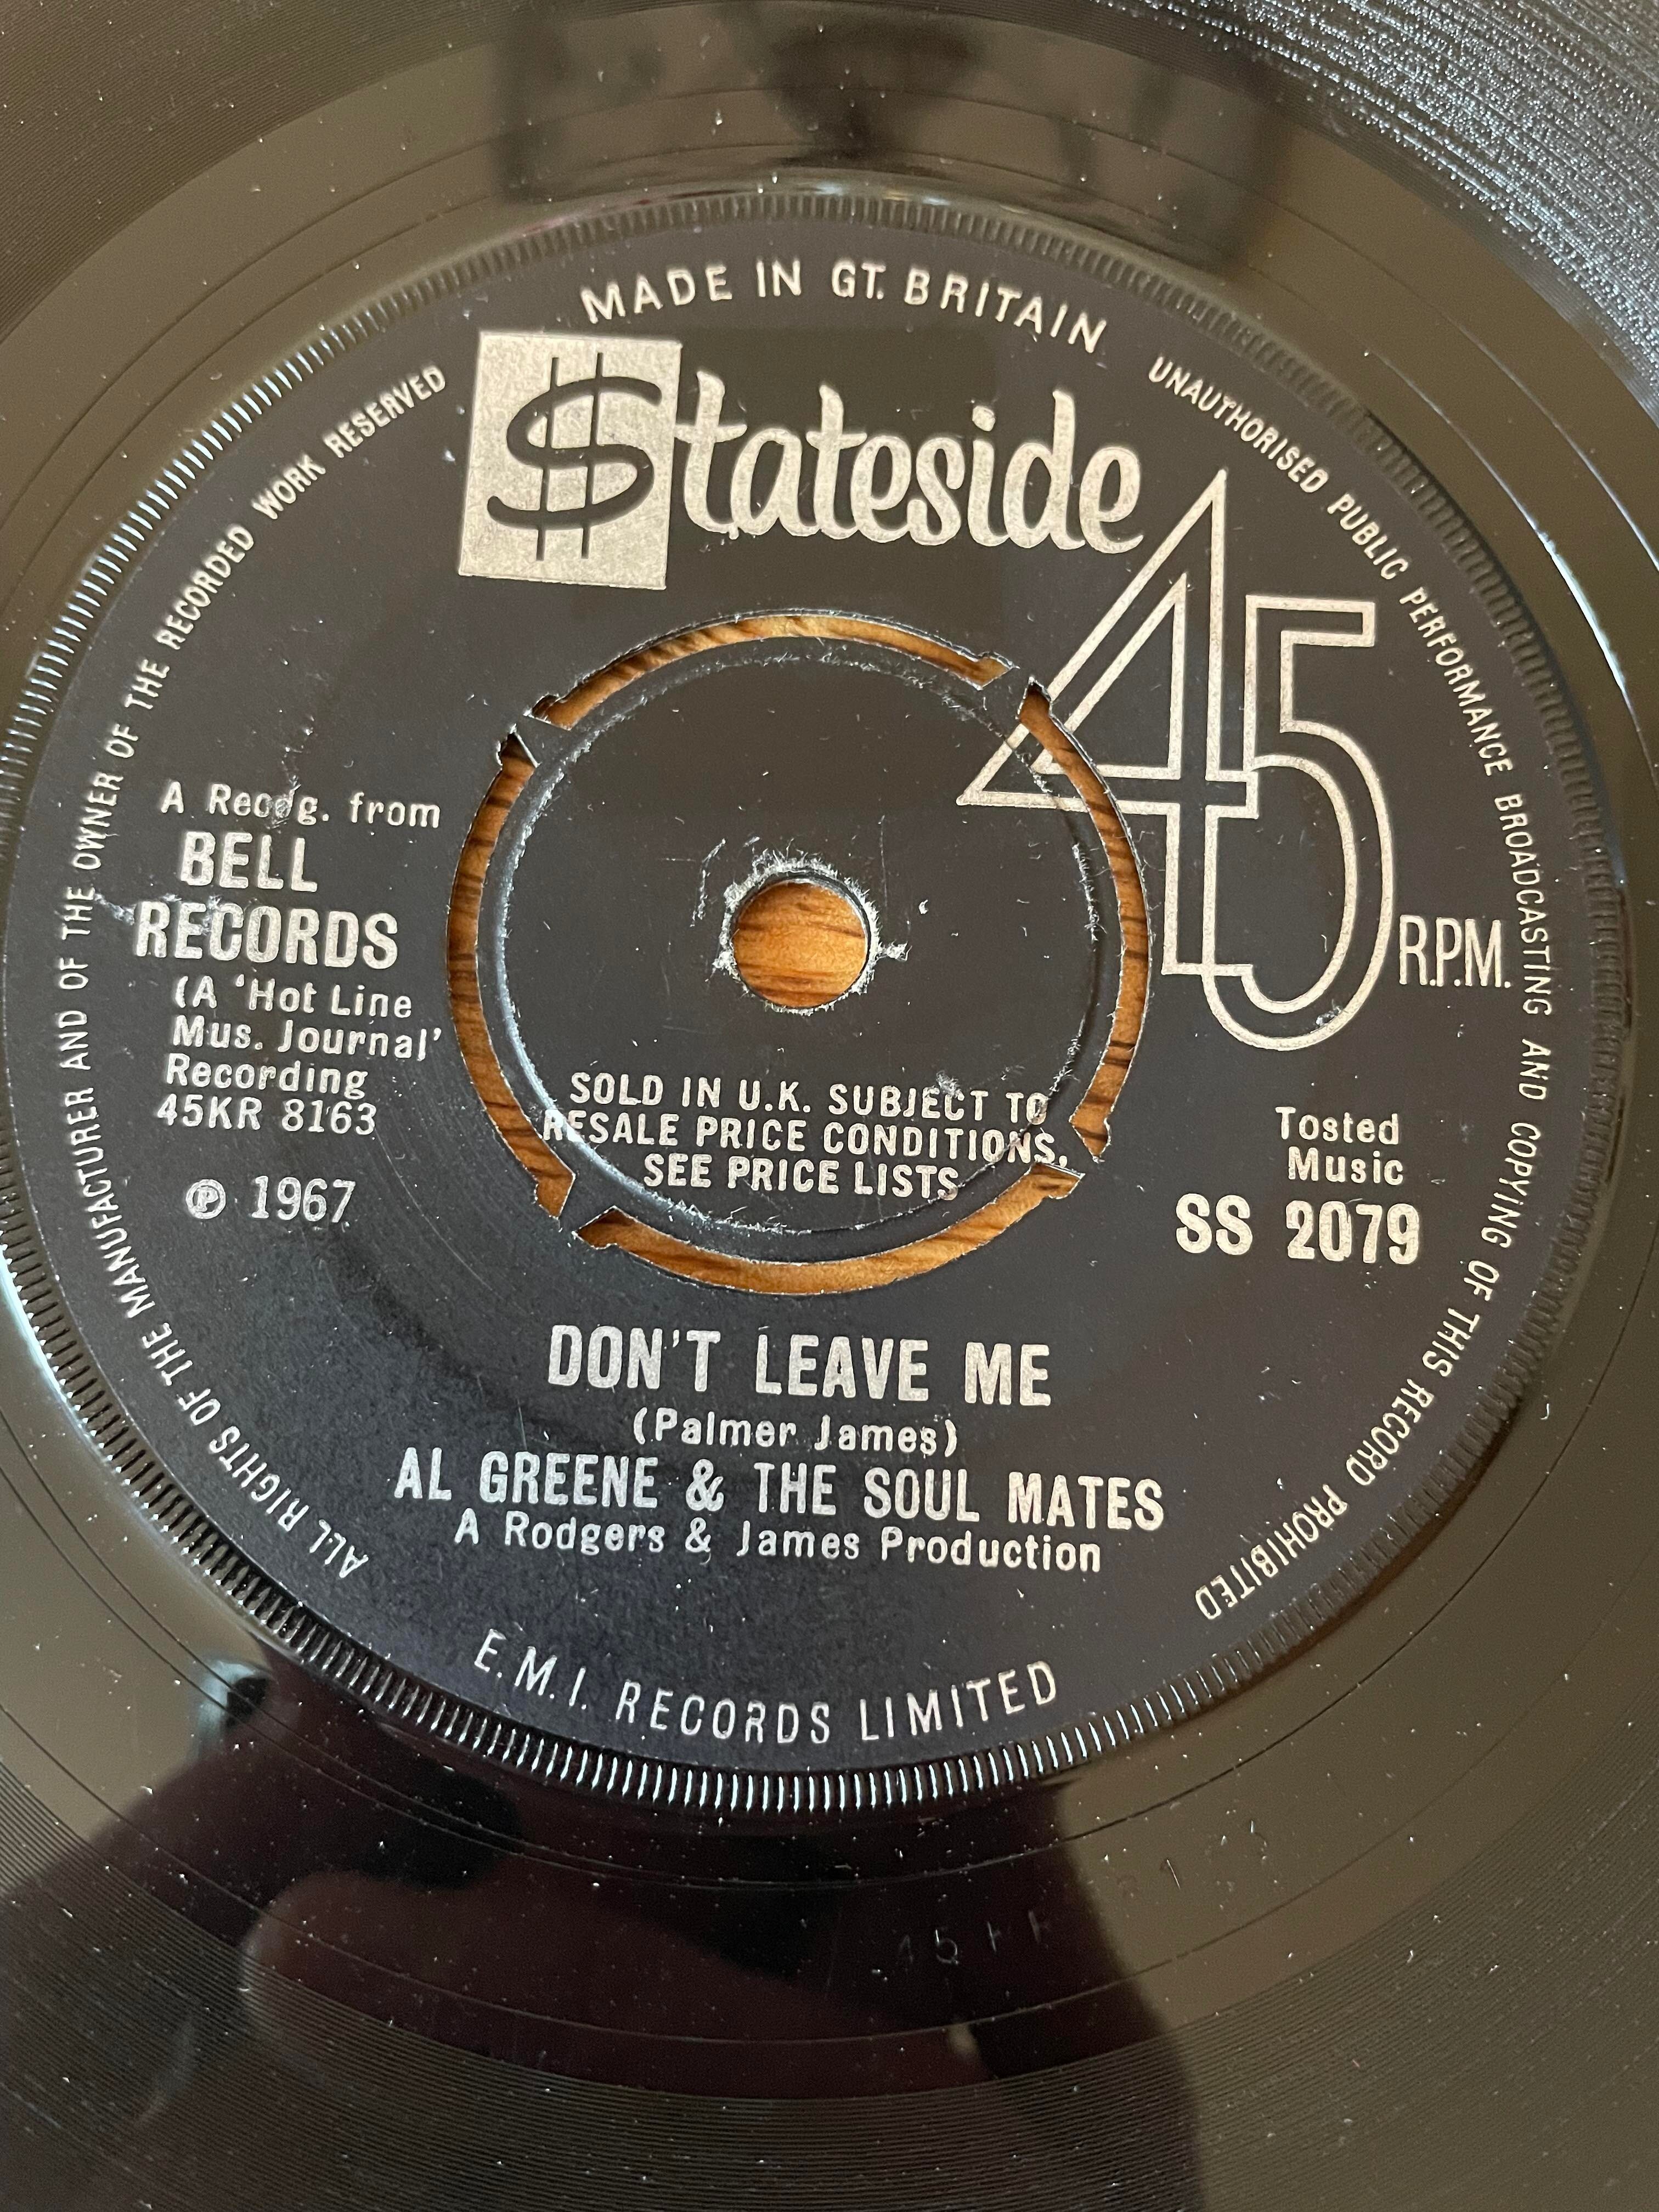 MADE IN GT. BRITAIN
UNAUTHORISED PUBLIC PERFORMANCE BROADCASTING AND COPYING OF THIS RECORD PROHIBITED
E.M.I. RECORDS LIMITED
ALL RIGHTS OF THE MANUFACTURER AND OF THE OWNER OF THE RECORDED WORK RESERVED
$tateside
45
R.P.M.
A Recdg. from
BELL
RECORDS
(A 'Hot Line
Mus. Journal'
Recording
45KR 8163
℗ 1967
SOLD IN U.K. SUBJECT TO
RESALE PRICE CONDITIONS,
SEE PRICE LISTS
Tosted
Music
SS 2079
DON'T LEAVE ME
(Palmer James)
AL GREENE & THE SOUL MATES
A Rodgers & James Production